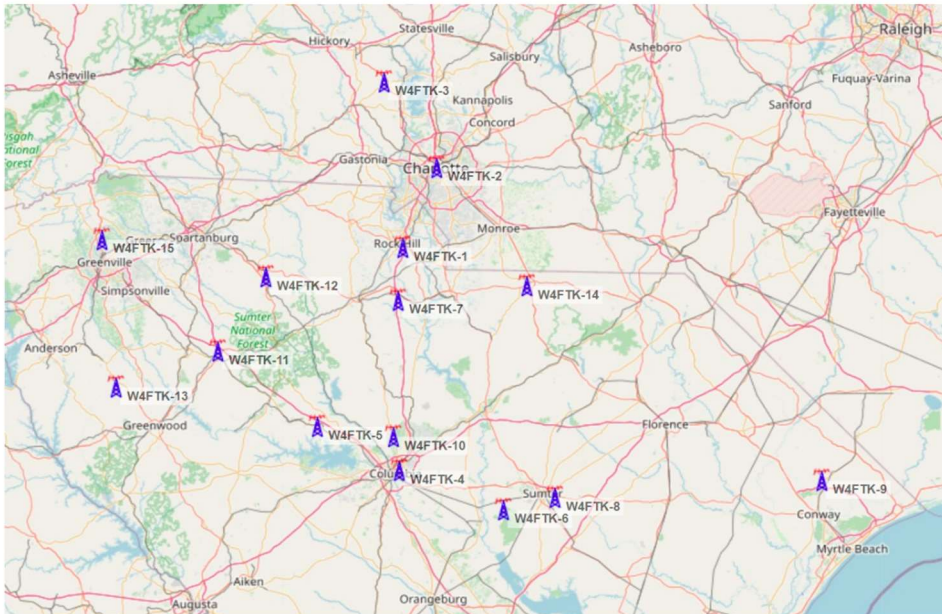 Statesville
Hickory
Salisbury
Asheboro
Raleigh
Asheville
Fuquay-Varina
W4FTK-3
Kannapolis
Sanford
Concord
National
Forest
Gastonia
Charlotte
W4FTK-2
Fayetteville
Monroe
Spartanburg
W4FTK-15
Rock Hill
W4FTK-1
Greenville
Simpsonville
W4FTK-12
W4FTK-14
W4FTK-7
Sumter
National
Forest
Anderson
W4FTK-11
W4FTK-13
Greenwood
W4FTK-5
W4FTK-10
Florence
W4FTK-4
W4FTK-9
Sumter
W4FTK-8
W4FTK-6
Conway
Myrtle Beach
Aiken
Augusta
Orangeburg